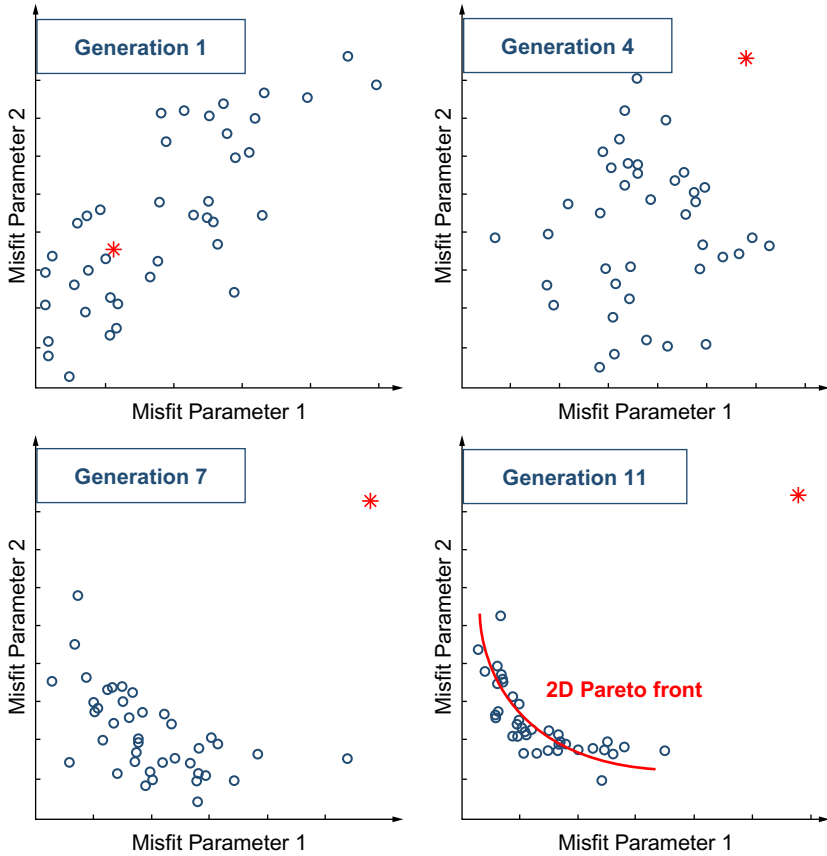 Generation 1
Misfit Parameter 2
Misfit Parameter 1
Generation 4
Misfit Parameter 2
Misfit Parameter 1
Generation 7
Misfit Parameter 2
Misfit Parameter 1
Generation 11
2D Pareto front
Misfit Parameter 2
Misfit Parameter 1